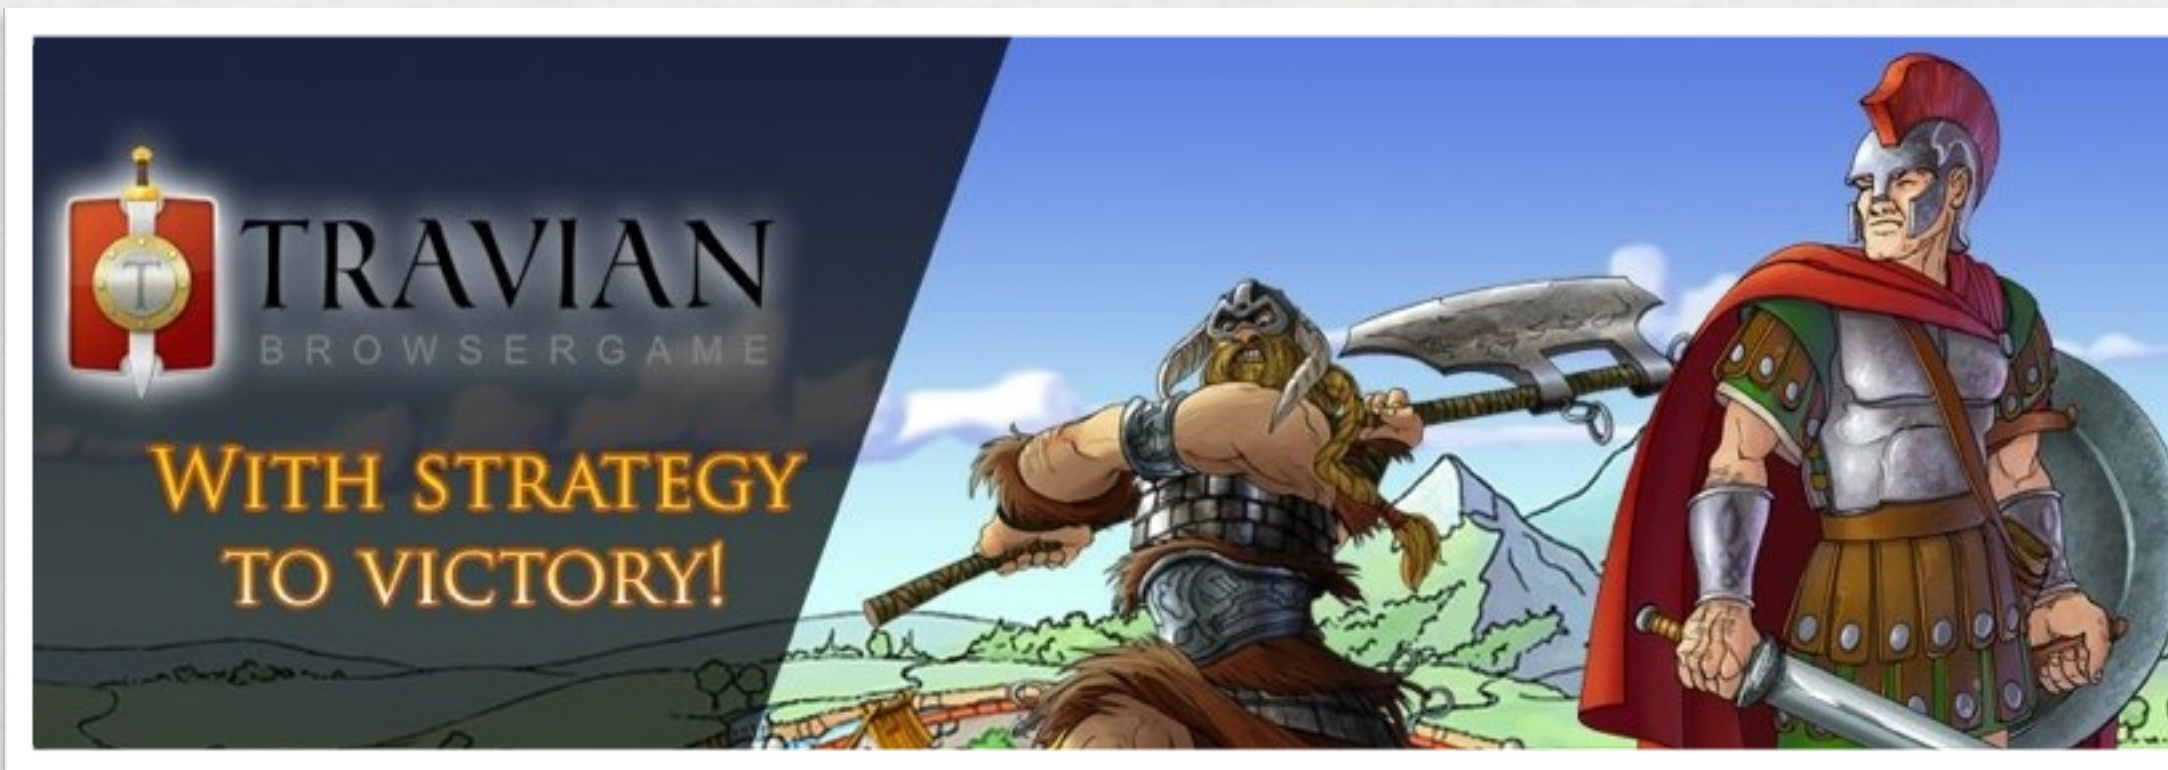 T
TRAVIAN
BROWSERGAME
WITH STRATEGY
TO VICTORY!